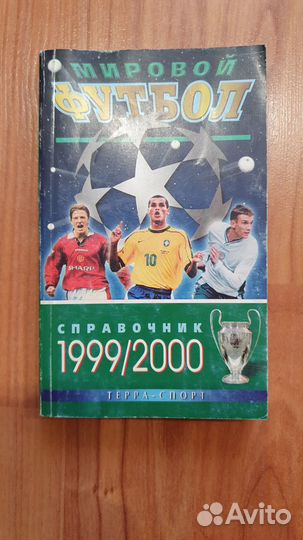 МИРОВОЙ
ФУТБОЛ
SHARP
10
СПРАВОЧНИК
1999/2000
ТЕРРА-СПОРТ
Avito